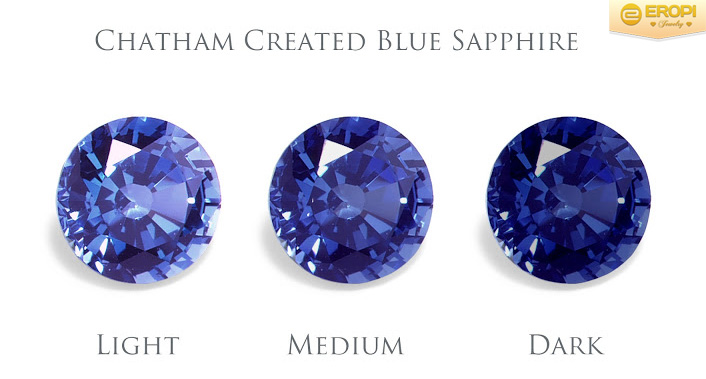 EROPI
Jewelry
CHATHAM CREATED BLUE SAPPHIRE
LIGHT
MEDIUM
DARK